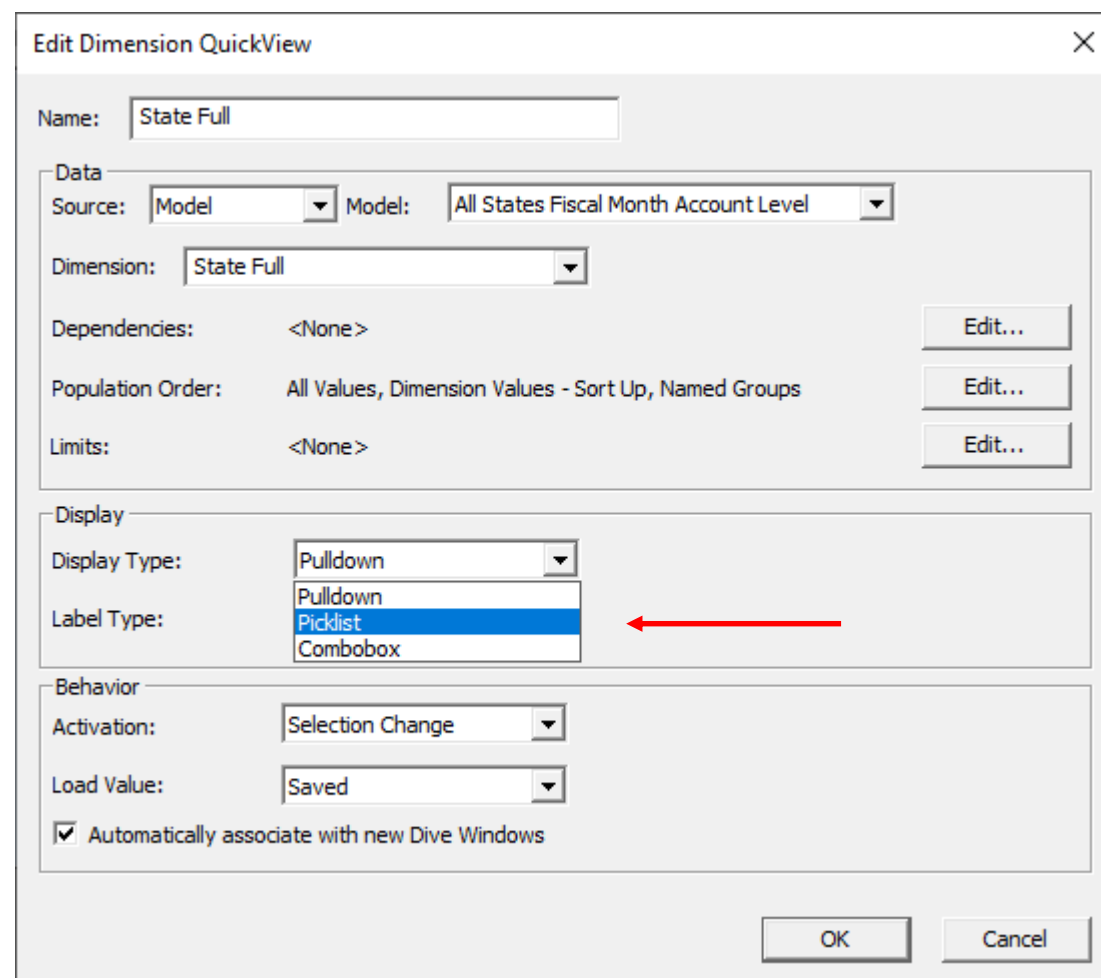 Edit Dimension QuickView
Name: State Full
Data
Source: Model Model: All States Fiscal Month Account Level
Dimension: State Full
Dependencies: <None> Edit...
Population Order: All Values, Dimension Values - Sort Up, Named Groups Edit...
Limits: <None> Edit...
Display
Display Type: Pulldown
Pulldown
Label Type: Picklist
Combobox
Behavior
Activation: Selection Change
Load Value: Saved
Automatically associate with new Dive Windows
OK Cancel